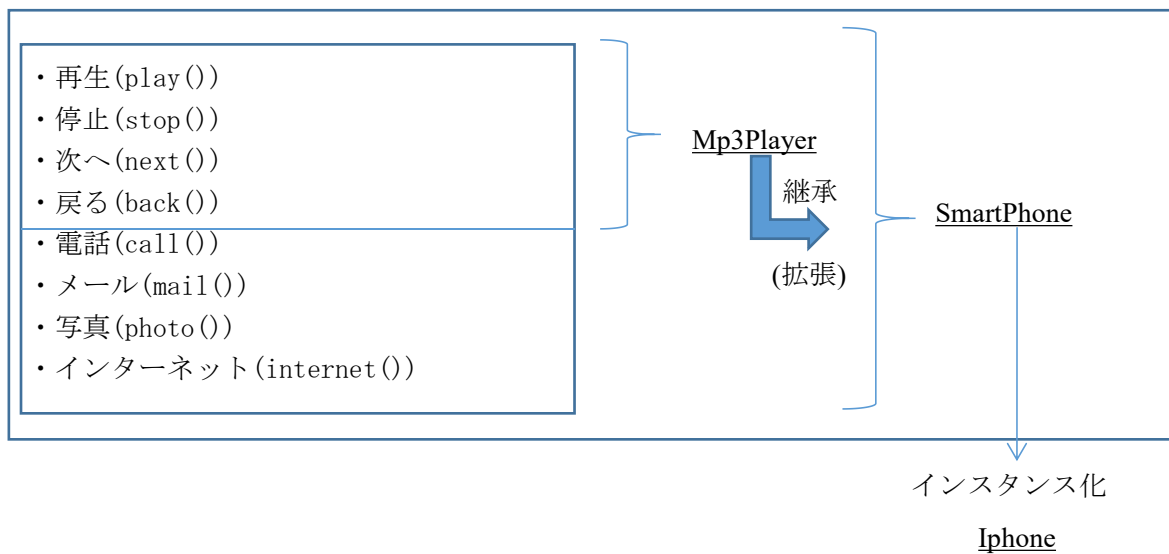 ・再生(play())
・停止(stop())
・次へ(next())
・戻る(back())
・電話(call())
・メール(mail())
・写真(photo())
・インターネット(internet())
Mp3Player
継承
(拡張)
SmartPhone
インスタンス化
Iphone